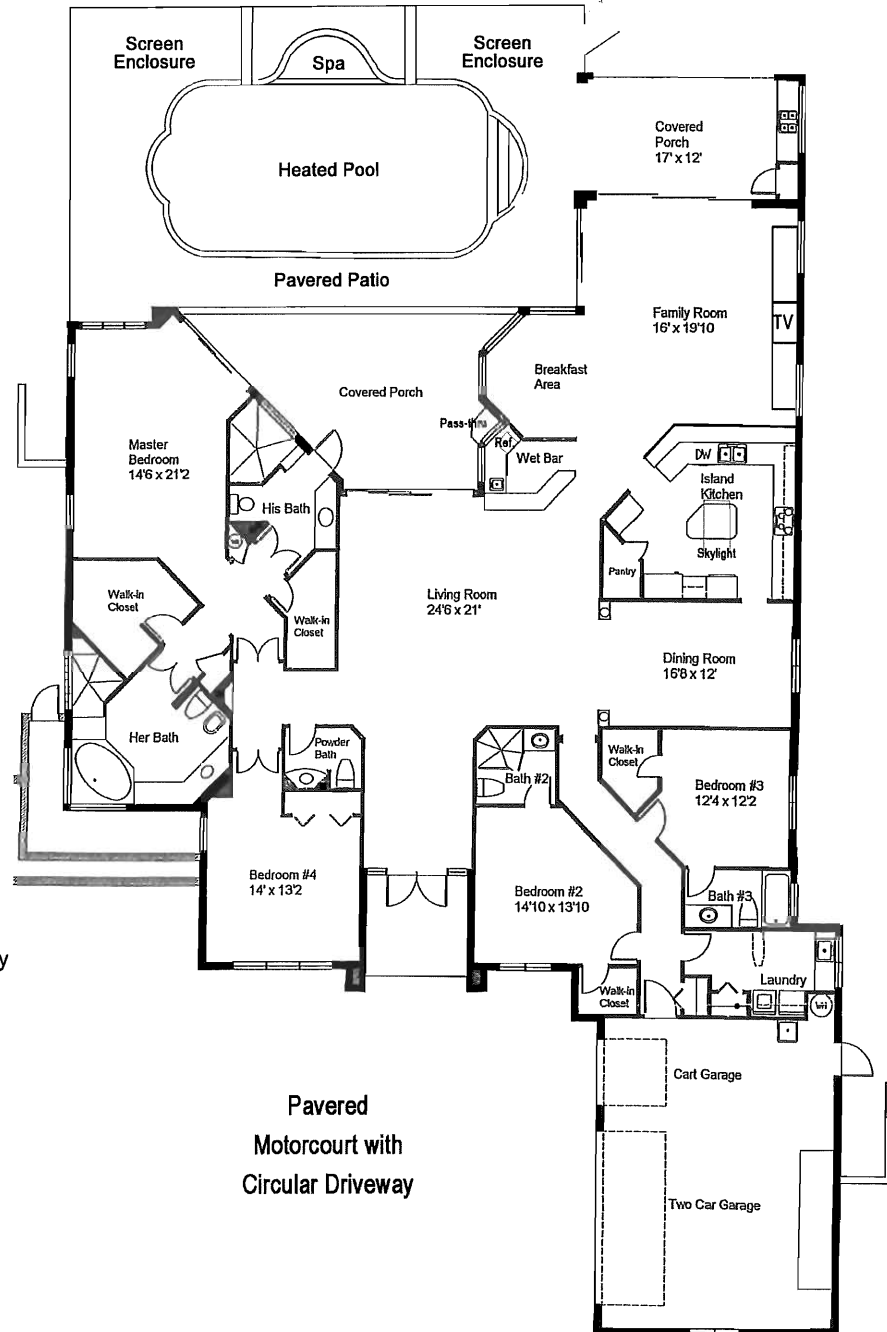 Screen
Enclosure
Spa
Screen
Enclosure
Heated Pool
Covered
Porch
17' x 12'
Pavered Patio
Family Room
16' x 19'10
TV
Breakfast
Area
Covered Porch
Pass-thru
Ref.
Wet Bar
Master
Bedroom
14'6 x 21'2
DW
Island
Kitchen
Skylight
His Bath
Pantry
Walk-in
Closet
Walk-in
Closet
Living Room
24'6 x 21'
Dining Room
16'8 x 12'
Her Bath
Powder
Bath
Bath #2
Walk-in
Closet
Bedroom #3
12'4 x 12'2
Bedroom #4
14' x 13'2
Bedroom #2
14'10 x 13'10
Bath #3
y
Laundry
Walk-in
Closet
Cart Garage
Pavered
Motorcourt with
Circular Driveway
Two Car Garage